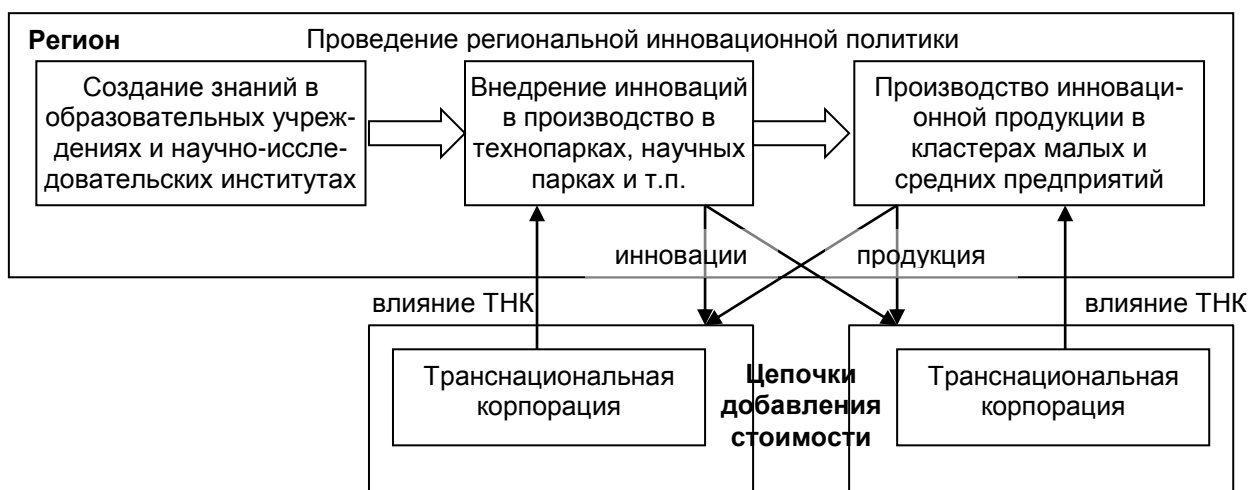 Регион
Проведение региональной инновационной политики
Создание знаний в
образовательных учреж-
дениях и научно-иссле-
довательских институтах
Внедрение инноваций
в производство в
технопарках, научных
парках и т.п.
Производство инноваци-
онной продукции в
кластерах малых и
средних предприятий
инновации
продукция
влияние ТНК
влияние ТНК
Транснациональная
корпорация
Цепочки
добавления
стоимости
Транснациональная
корпорация